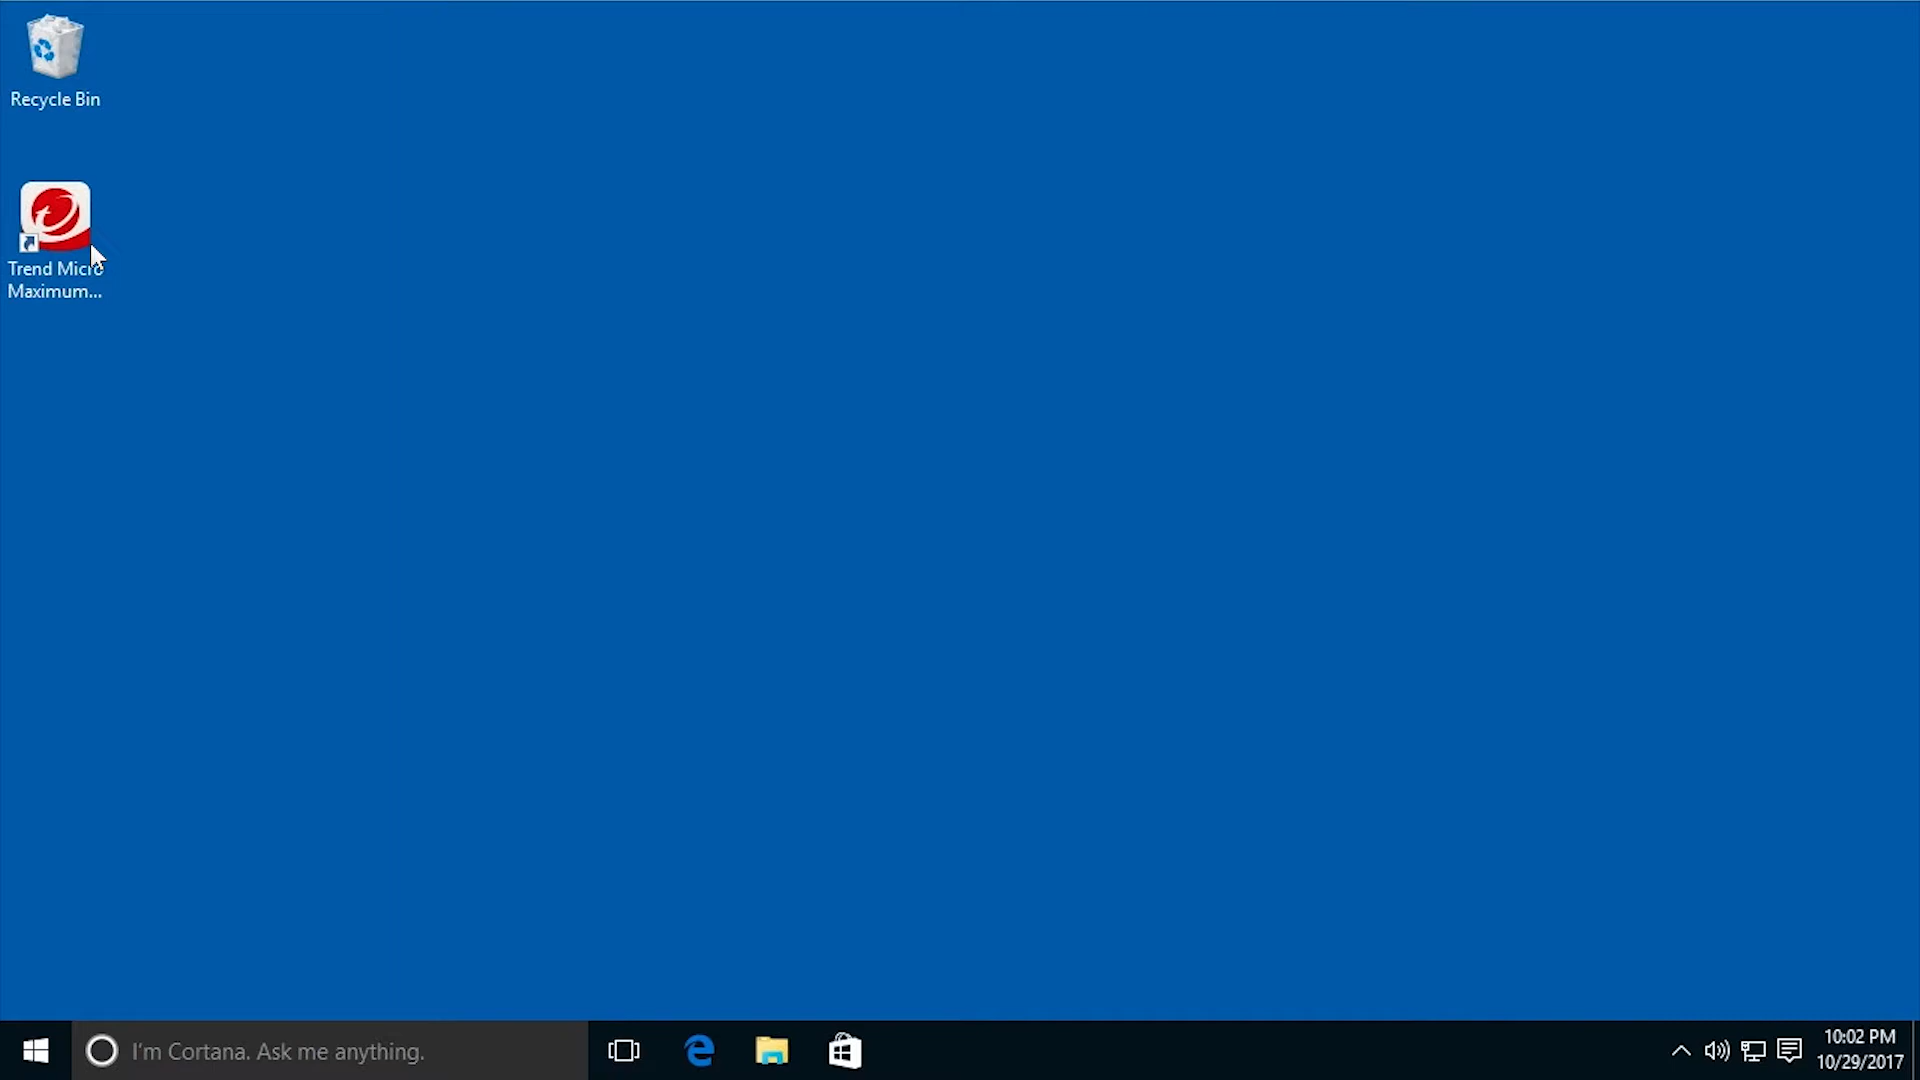 Recycle Bin
Trend Micro
Maximum...
I'm Cortana. Ask me anything.
10:02 PM
10/29/2017